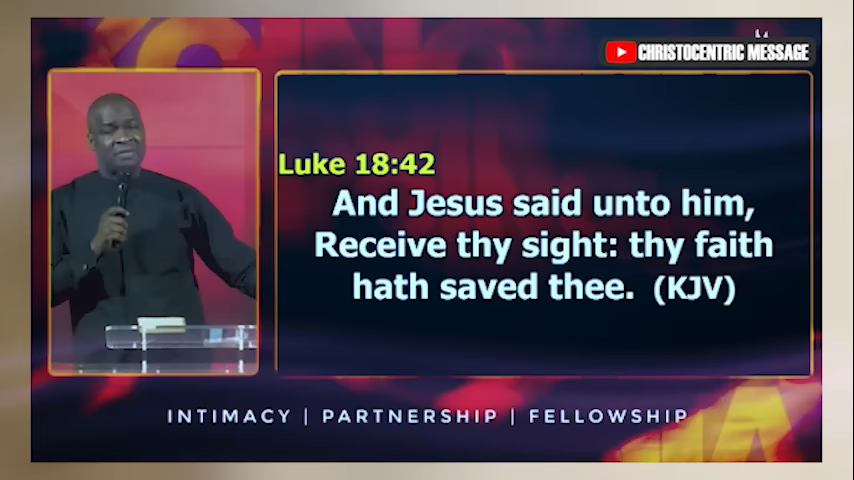 CHRISTOCENTRIC MESSAGE
Luke 18:42
And Jesus said unto him,
Receive thy sight: thy faith
hath saved thee. (KJV)
INTIMACY | PARTNERSHIP | FELLOWSHIP